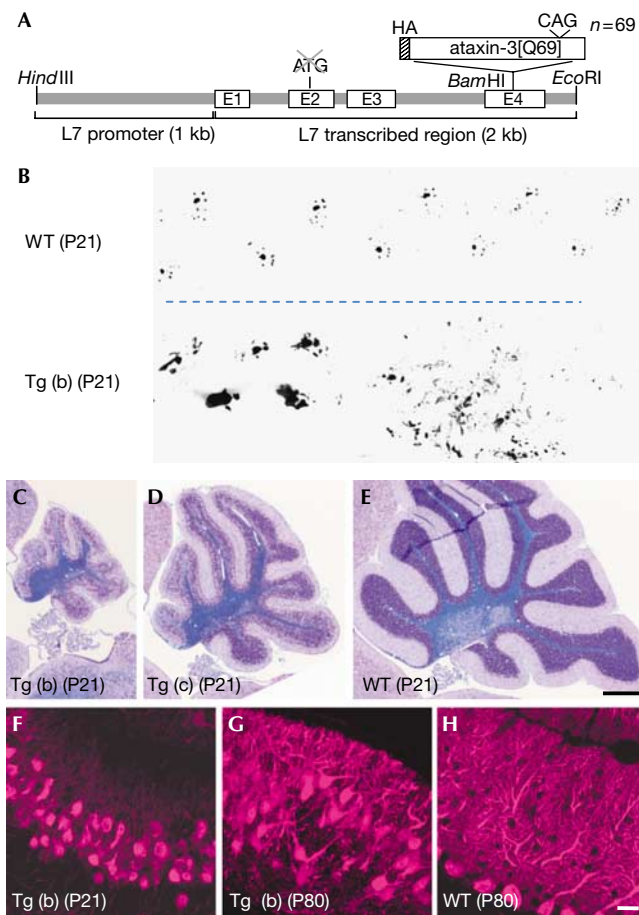 A
HA
CAG
n=69
ataxin-3[Q69]
ATG
HindIII
BamHI
EcoRI
E1
E2
E3
E4
L7 promoter (1 kb)
L7 transcribed region (2 kb)
B
WT (P21)
Tg (b) (P21)
C
D
E
Tg (b) (P21)
Tg (c) (P21)
WT (P21)
F
G
H
Tg (b) (P21)
Tg (b) (P80)
WT (P80)